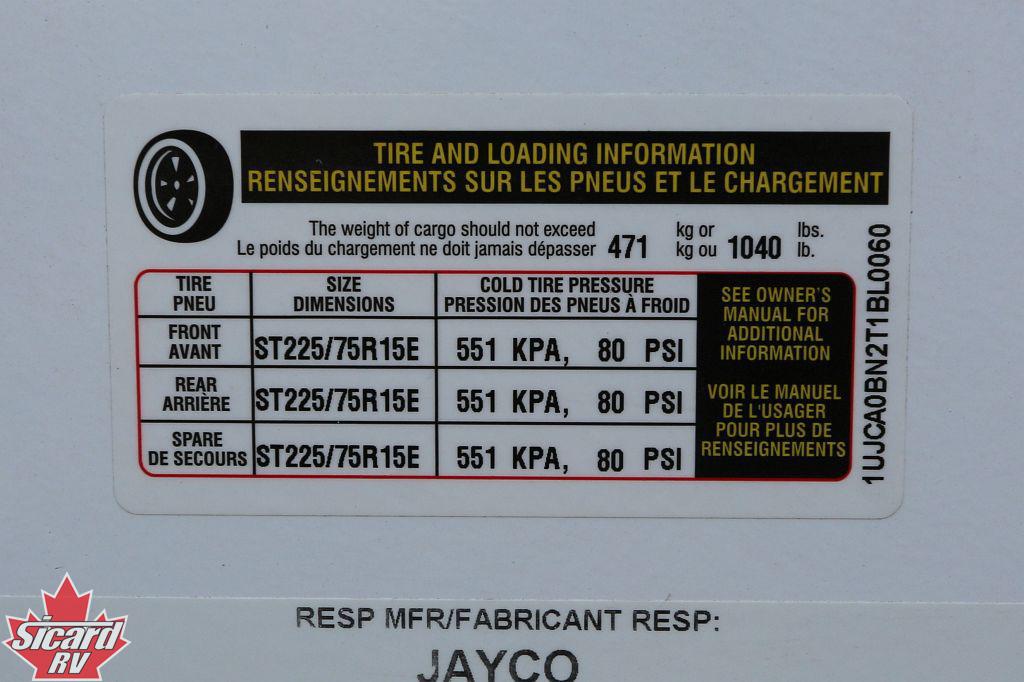 TIRE AND LOADING INFORMATION
RENSEIGNEMENTS SUR LES PNEUS ET LE CHARGEMENT
The weight of cargo should not exceed
Le poids du chargement ne doit jamais dépasser
471
kg or
kg ou
1040
lbs.
lb.
TIRE
PNEU
SIZE
DIMENSIONS
COLD TIRE PRESSURE
PRESSION DES PNEUS À FROID
FRONT
AVANT
ST225/75R15E
551 KPA, 80 PSI
REAR
ARRIÈRE
ST225/75R15E
551 KPA, 80 PSI
SPARE
DE SECOURS
ST225/75R15E
551 KPA, 80 PSI
SEE OWNER'S
MANUAL FOR
ADDITIONAL
INFORMATION
VOIR LE MANUEL
DE L'USAGER
POUR PLUS DE
RENSEIGNEMENTS
1UJCA0BN2T1BL0060
RESP MFR/FABRICANT RESP:
JAYCO
Sicard
RV